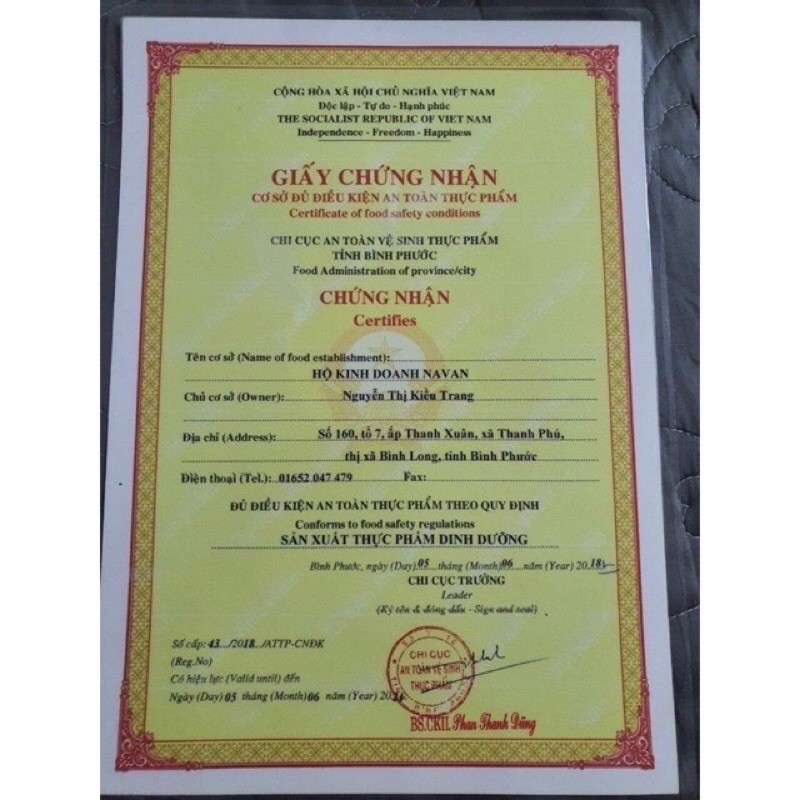 CỘNG HÒA XÃ HỘI CHỦ NGHĨA VIỆT NAM
Độc lập - Tự do - Hạnh phúc
THE SOCIALIST REPUBLIC OF VIET NAM
Independence - Freedom - Happiness
GIẤY CHỨNG NHẬN
CƠ SỞ ĐỦ ĐIỀU KIỆN AN TOÀN THỰC PHẨM
Certificate of food safety conditions
CHI CỤC AN TOÀN VỆ SINH THỰC PHẨM
TỈNH BÌNH PHƯỚC
Food Administration of province/city
CHỨNG NHẬN
Certifies
Tên cơ sở (Name of food establishment):
HỘ KINH DOANH NAVAN
Chủ cơ sở (Owner): Nguyễn Thị Kiều Trang
Địa chỉ (Address): Số 160, tổ 7, ấp Thanh Xuân, xã Thanh Phú,
thị xã Bình Long, tỉnh Bình Phước
Điện thoại (Tel.): 01652 047 479 Fax:
ĐỦ ĐIỀU KIỆN AN TOÀN THỰC PHẨM THEO QUY ĐỊNH
Conforms to food safety regulations
SẢN XUẤT THỰC PHẨM DINH DƯỠNG
Bình Phước, ngày (Day) 05 tháng (Month) 06 năm (Year) 2018
CHI CỤC TRƯỞNG
Leader
(Ký tên & đóng dấu - Sign and seal)
Số cấp: 43.../2018.../ATTP-CNĐK
(Reg.No)
Có hiệu lực (Valid until) đến
Ngày (Day) 05 tháng (Month) 06 năm (Year)
CHI CỤC
AN TOÀN VỆ SINH
THỰC PHẨM
BS.CKII. Phan Thanh Dũng